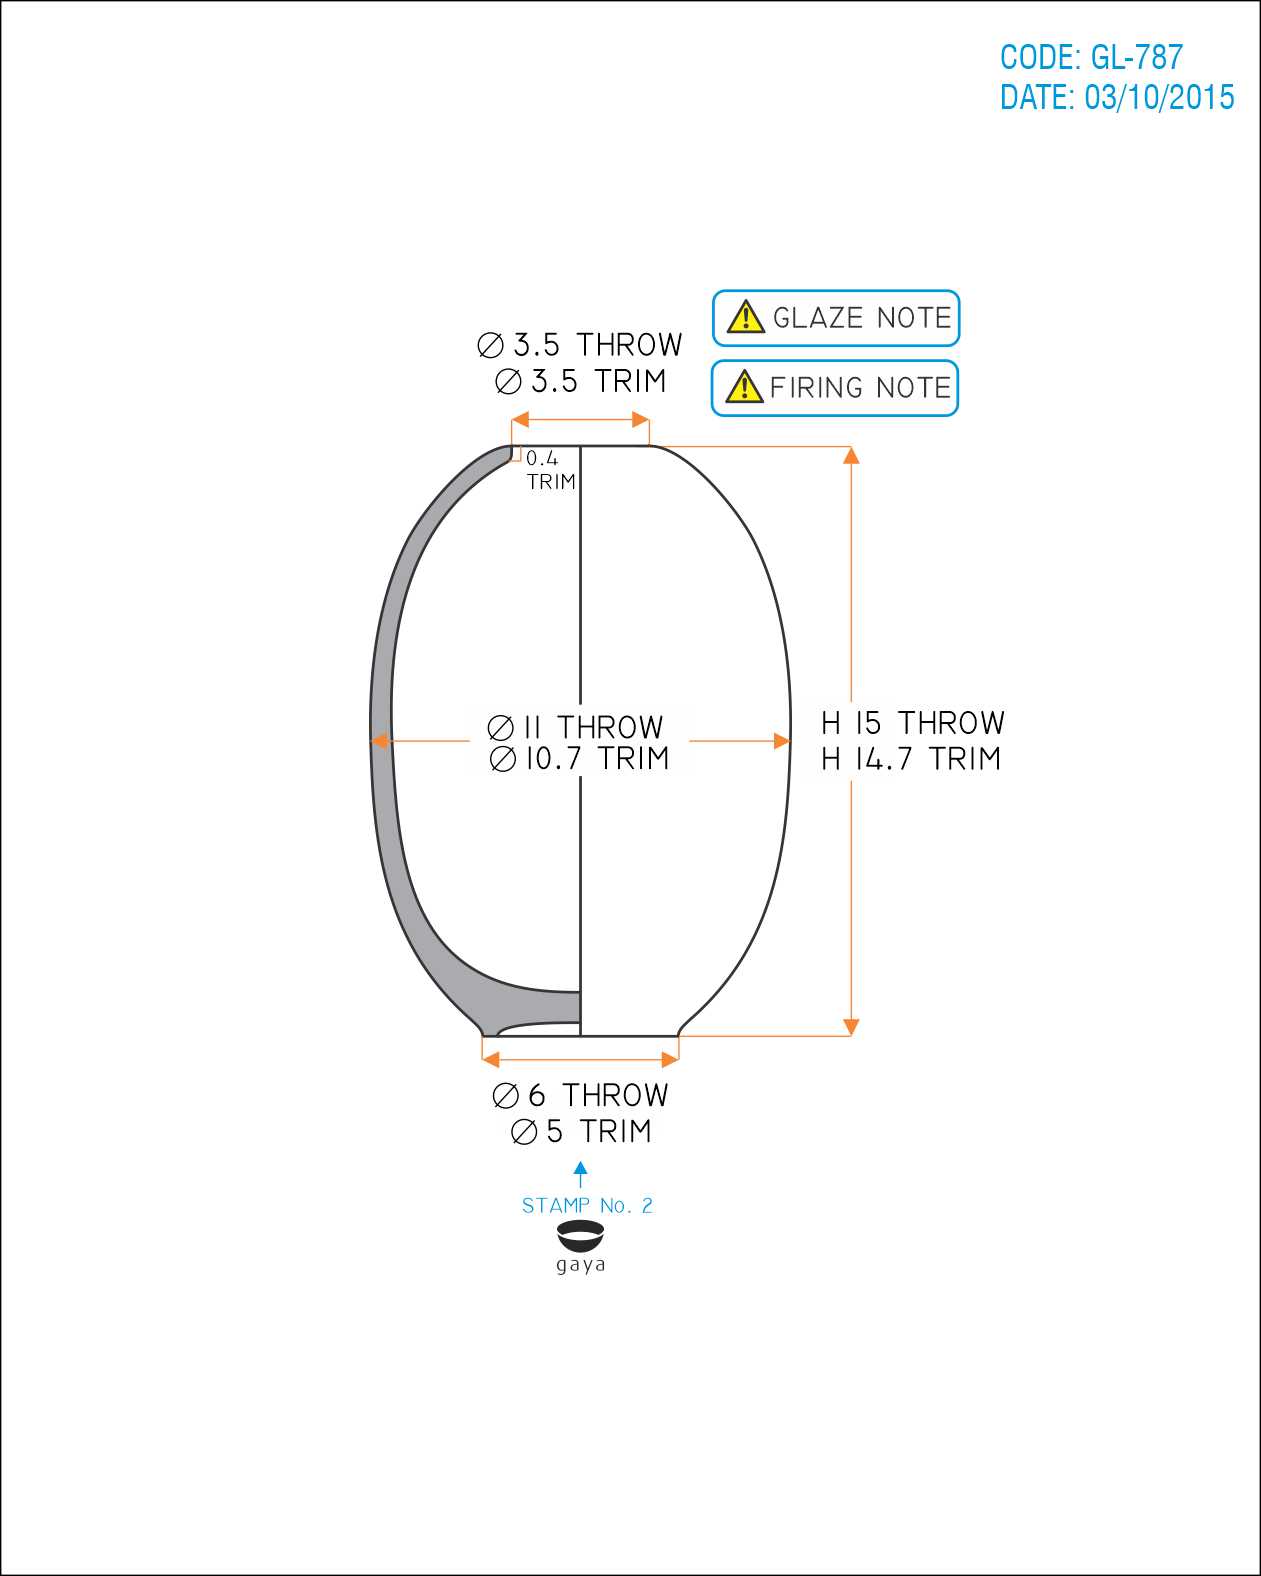 CODE: GL-787
DATE: 03/10/2015
GLAZE NOTE
Ø 3.5 THROW
Ø 3.5 TRIM
FIRING NOTE
0.4
TRIM
Ø 11 THROW
Ø 10.7 TRIM
H 15 THROW
H 14.7 TRIM
Ø 6 THROW
Ø 5 TRIM
STAMP No. 2
gaya